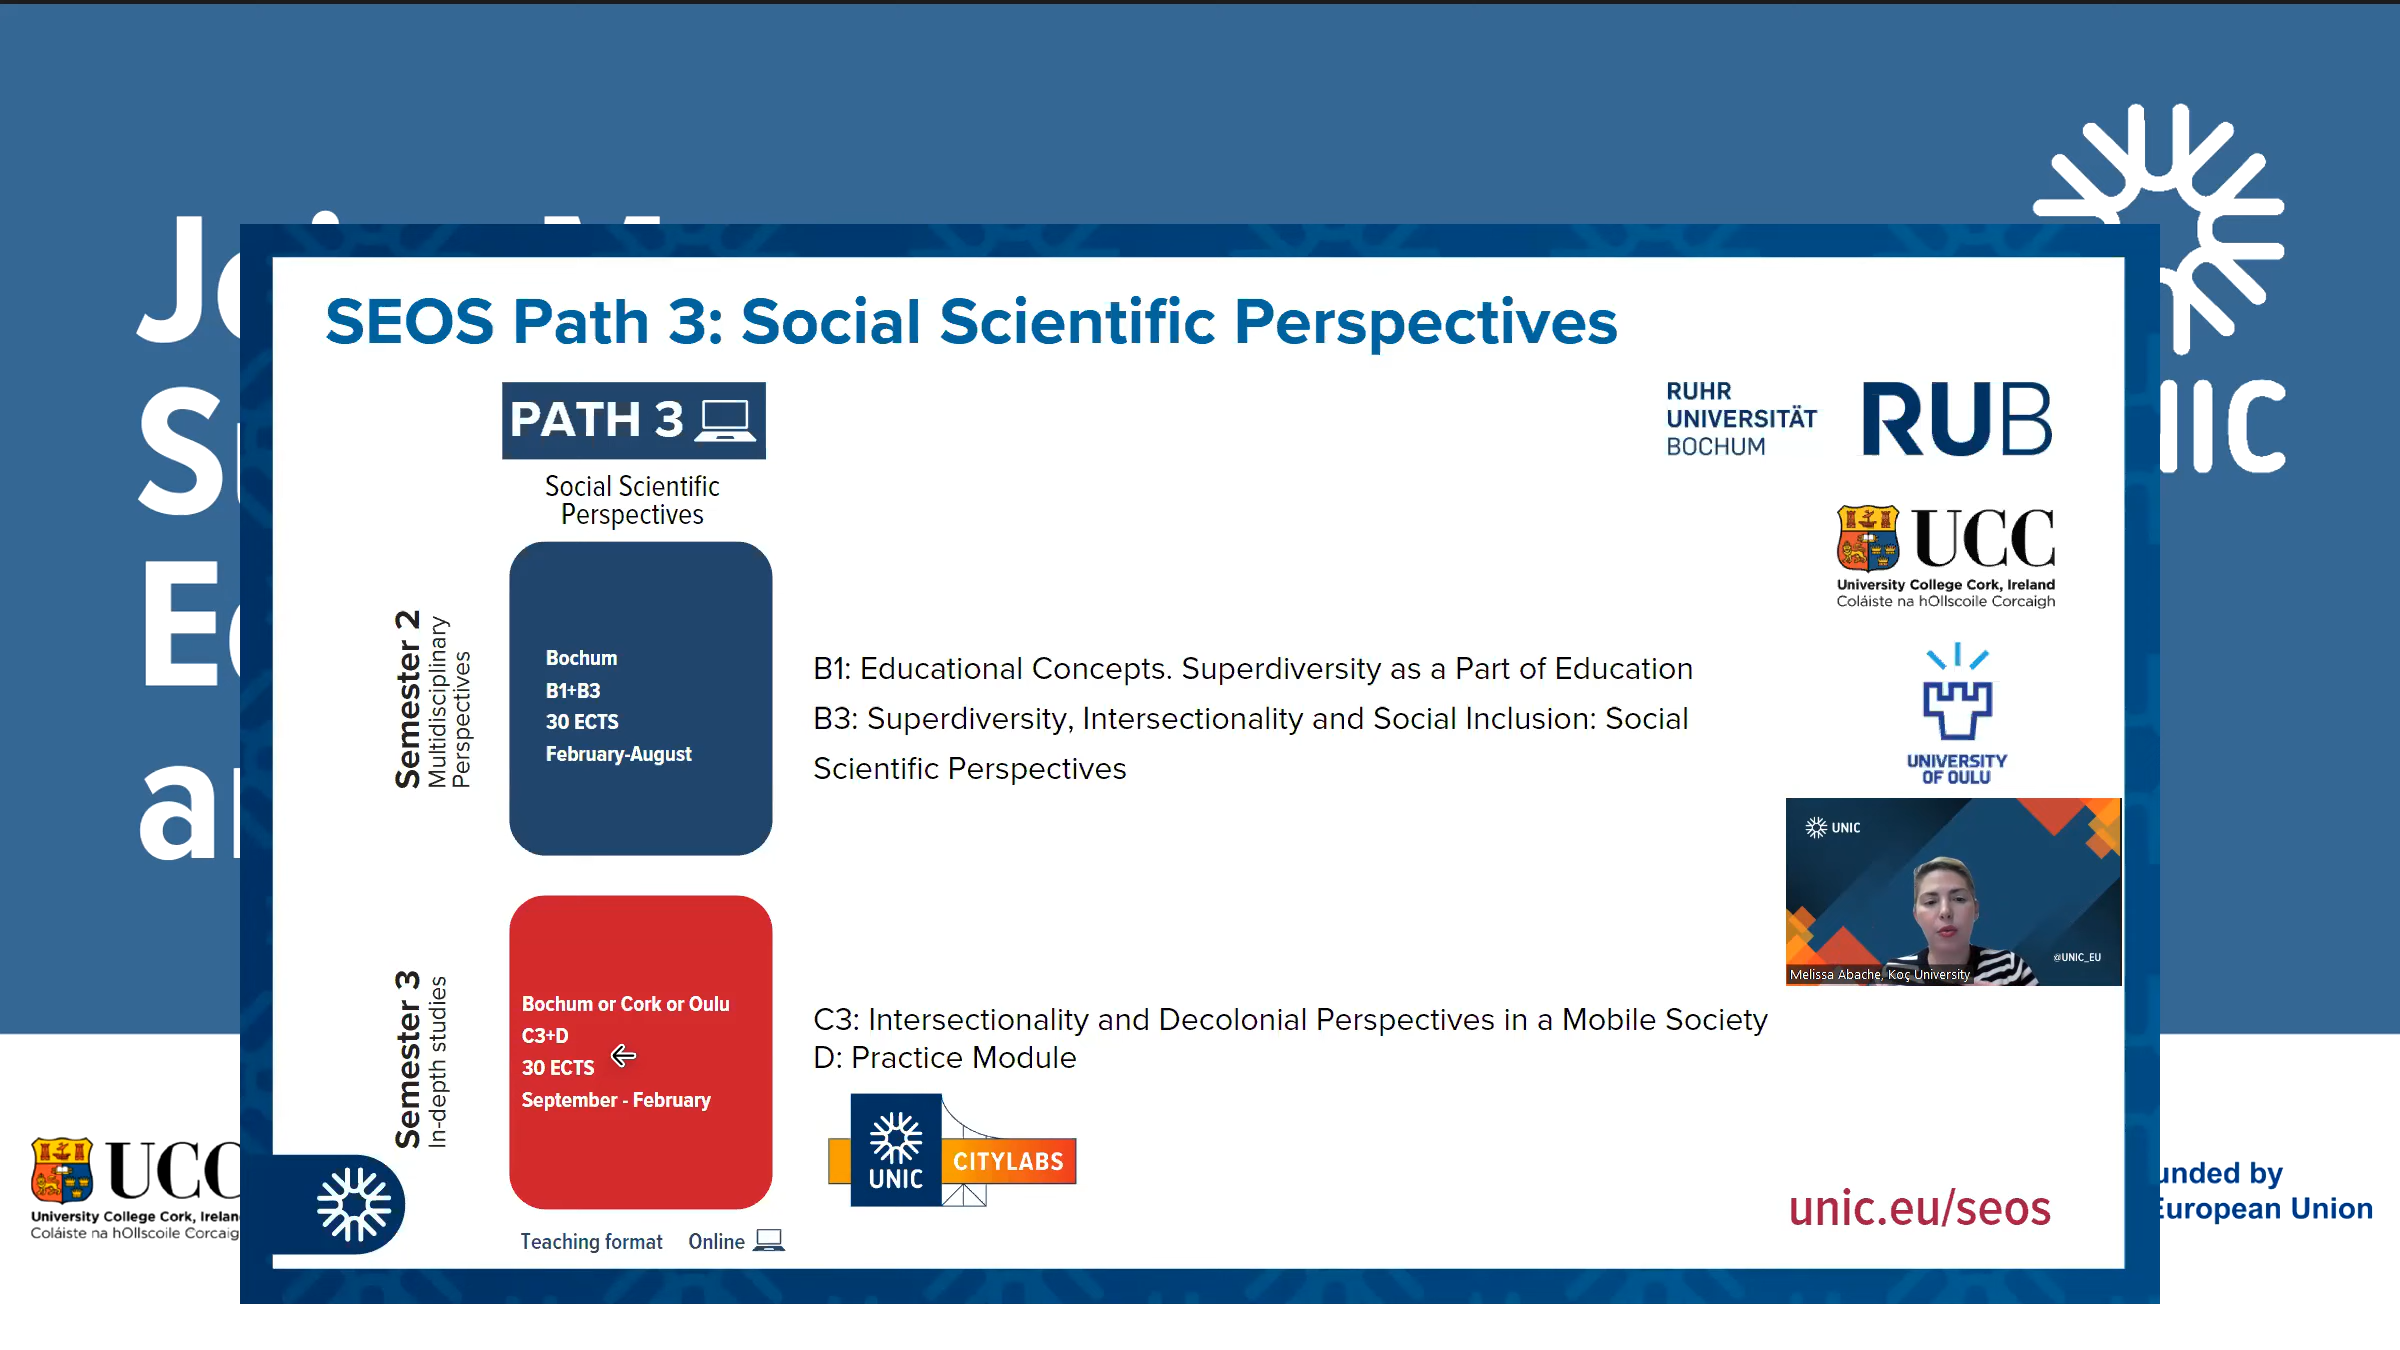 SEOS Path 3: Social Scientific Perspectives
PATH 3
Social Scientific
Perspectives
RUHR
UNIVERSITÄT
BOCHUM
RUB
UCC
University College Cork, Ireland
Coláiste na hOllscoile Corcaigh
UNIVERSITY
OF OULU
Semester 2
Multidisciplinary
Perspectives
Bochum
B1+B3
30 ECTS
February-August
B1: Educational Concepts. Superdiversity as a Part of Education
B3: Superdiversity, Intersectionality and Social Inclusion: Social
Scientific Perspectives
UNIC
@UNIC_EU
Melissa Abache, Koç University
Semester 3
In-depth studies
Bochum or Cork or Oulu
C3+D
30 ECTS
September - February
C3: Intersectionality and Decolonial Perspectives in a Mobile Society
D: Practice Module
UNIC
CITYLABS
Teaching format Online
unic.eu/seos
UCC
University College Cork,
Coláiste na hOllscoile
by
European Union